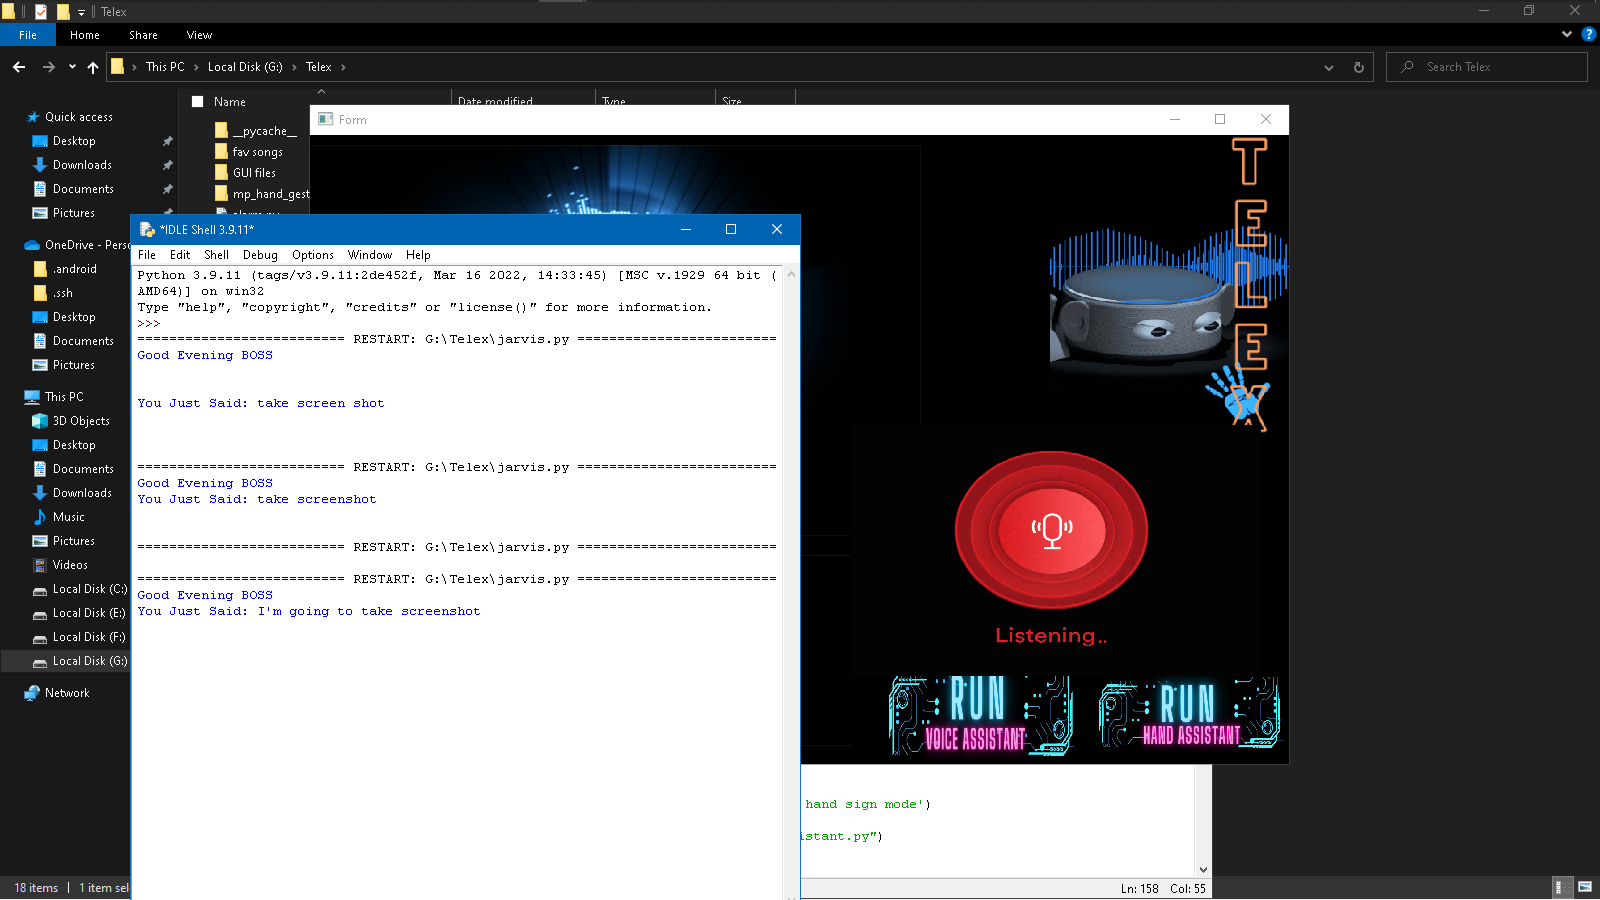 Telex
File Home Share View
This PC Local Disk (G:) Telex
Search Telex
Name Date modified Type Size
Quick access
Desktop
Downloads
Documents
Pictures
OneDrive - Perso
.android
.ssh
Desktop
Documents
Pictures
This PC
3D Objects
Desktop
Documents
Downloads
Music
Pictures
Videos
Local Disk (C:)
Local Disk (E:)
Local Disk (F:)
Local Disk (G:)
Network
__pycache__
fav songs
GUI files
mp_hand_gest
18 items 1 item sel
Form
TELEX
Listening..
RUN
VOICE ASSISTANT
RUN
HAND ASSISTANT
*IDLE Shell 3.9.11*
File Edit Shell Debug Options Window Help
Python 3.9.11 (tags/v3.9.11:2de452f, Mar 16 2022, 14:33:45) [MSC v.1929 64 bit (
AMD64)] on win32
Type "help", "copyright", "credits" or "license()" for more information.
>>>
========================== RESTART: G:\Telex\jarvis.py =========================
Good Evening BOSS
You Just Said: take screen shot
========================== RESTART: G:\Telex\jarvis.py =========================
Good Evening BOSS
You Just Said: take screenshot
========================== RESTART: G:\Telex\jarvis.py =========================
========================== RESTART: G:\Telex\jarvis.py =========================
Good Evening BOSS
You Just Said: I'm going to take screenshot
hand sign mode')
istant.py")
Ln: 158 Col: 55